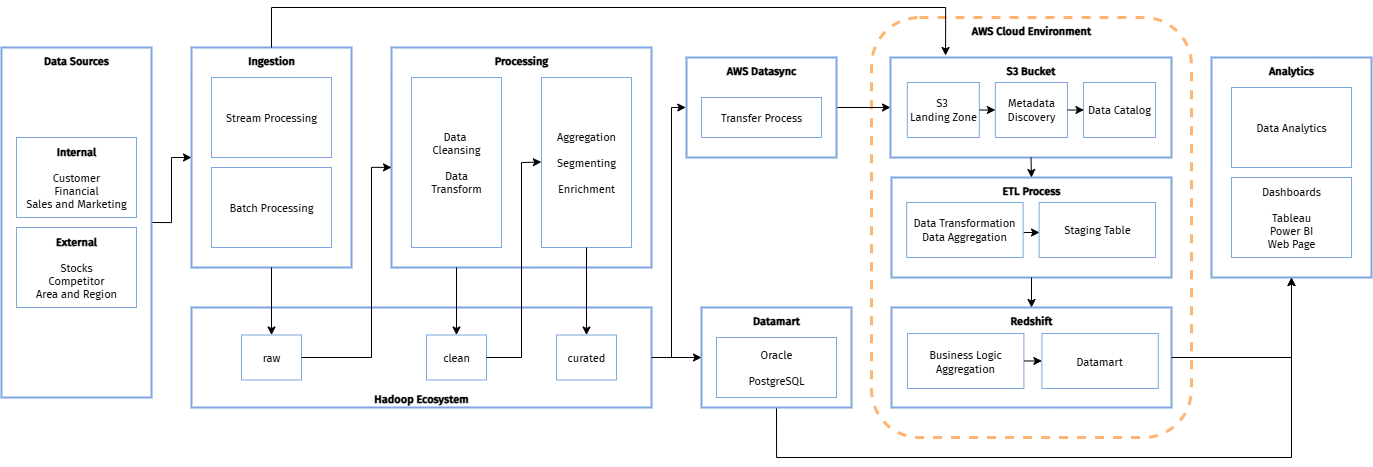 Data Sources
Internal
Customer
Financial
Sales and Marketing
External
Stocks
Competitor
Area and Region
Ingestion
Stream Processing
Batch Processing
Processing
Data
Cleansing
Data
Transform
Aggregation
Segmenting
Enrichment
raw
clean
curated
Hadoop Ecosystem
AWS Datasync
Transfer Process
Datamart
Oracle
PostgreSQL
AWS Cloud Environment
S3 Bucket
S3
Landing Zone
Metadata
Discovery
Data Catalog
ETL Process
Data Transformation
Data Aggregation
Staging Table
Redshift
Business Logic
Aggregation
Datamart
Analytics
Data Analytics
Dashboards
Tableau
Power BI
Web Page